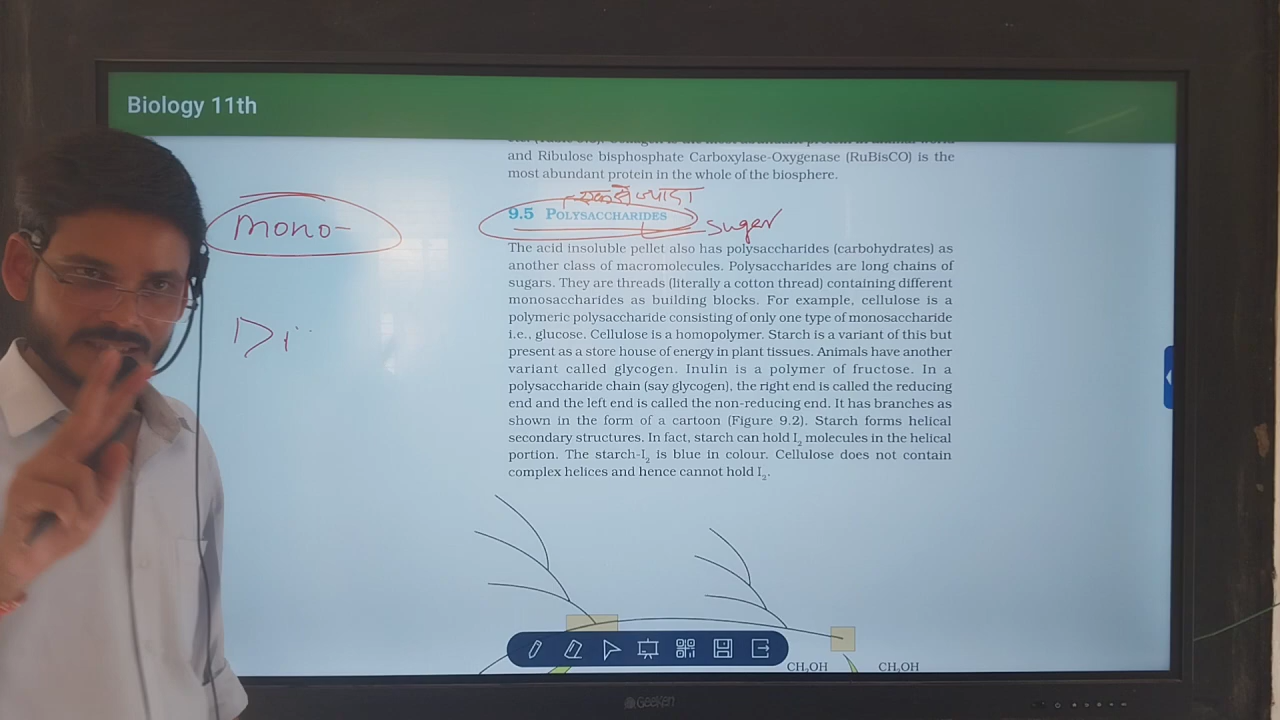 Biology 11th
and Ribulose bisphosphate Carboxylase-Oxygenase (RuBisCO) is the
most abundant protein in the whole of the biosphere.
mono-
9.5 POLYSACCHARIDES
suger
Di
The acid insoluble pellet also has polysaccharides (carbohydrates) as
another class of macromolecules. Polysaccharides are long chains of
sugars. They are threads (literally a cotton thread) containing different
monosaccharides as building blocks. For example, cellulose is a
polymeric polysaccharide consisting of only one type of monosaccharide
i.e., glucose. Cellulose is a homopolymer. Starch is a variant of this but
present as a store house of energy in plant tissues. Animals have another
variant called glycogen. Inulin is a polymer of fructose. In a
polysaccharide chain (say glycogen), the right end is called the reducing
end and the left end is called the non-reducing end. It has branches as
shown in the form of a cartoon (Figure 9.2). Starch forms helical
secondary structures. In fact, starch can hold I₂ molecules in the helical
portion. The starch-I₂ is blue in colour. Cellulose does not contain
complex helices and hence cannot hold I₂.
CH₂OH CH₂OH
GeeKen